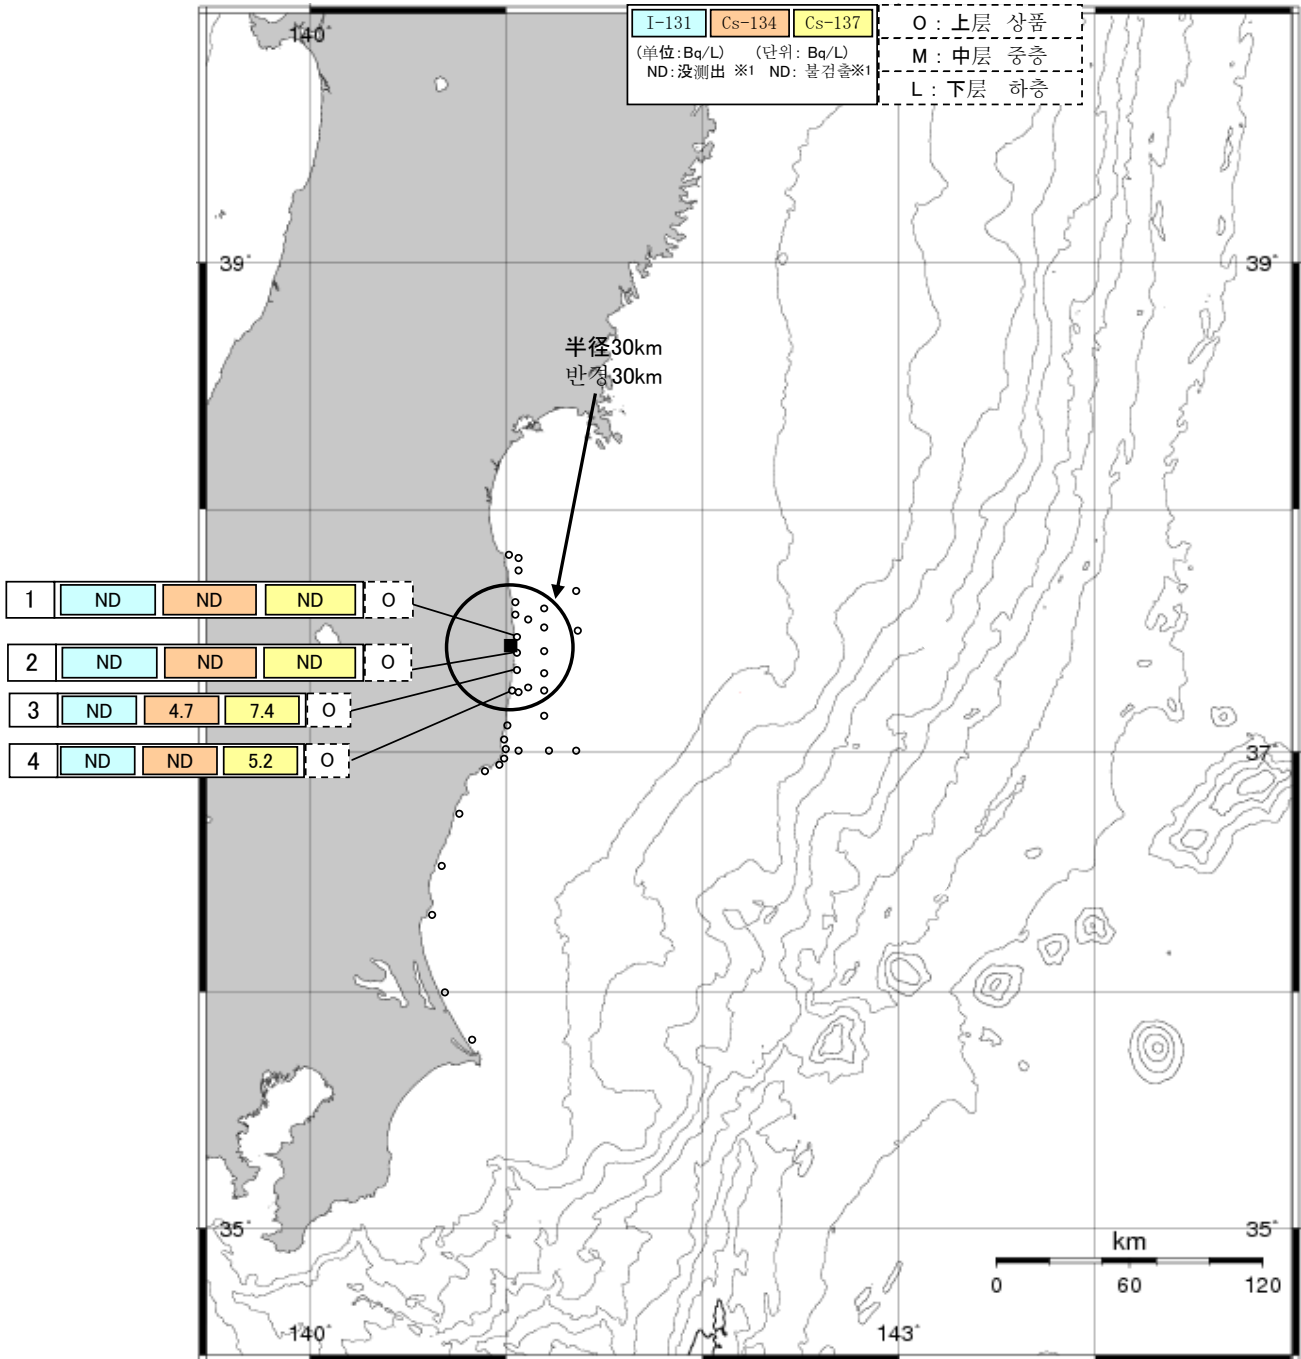 140°
I-131 Cs-134 Cs-137
(单位:Bq/L) (단위: Bq/L)
ND:没测出 ※1 ND: 불검출※1
O : 上层 상품
M : 中层 중층
L : 下层 하층
39° 39°
半径30km
반경30km
1 ND ND ND O
2 ND ND ND O
3 ND 4.7 7.4 O
4 ND ND 5.2 O
37°
35° 35°
km
0 60 120
140° 143°